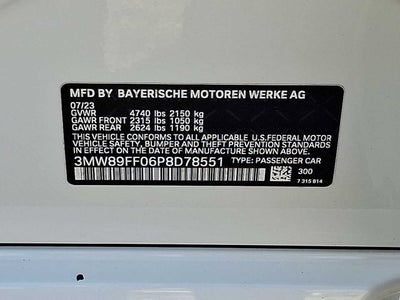 MFD BY BAYERISCHE MOTOREN WERKE AG
07/23
GVWR 4740 lbs 2150 kg
GAWR FRONT 2315 lbs 1050 kg
GAWR REAR 2624 lbs 1190 kg
THIS VEHICLE CONFORMS TO ALL APPLICABLE U.S.FEDERAL MOTOR
VEHICLE SAFETY, BUMPER, AND THEFT PREVENTION STANDARDS
IN EFFECT ON THE DATE OF MANUFACTURE SHOWN ABOVE.
3MW89FF06P8D78551 TYPE:PASSENGER CAR
300
7 315 814